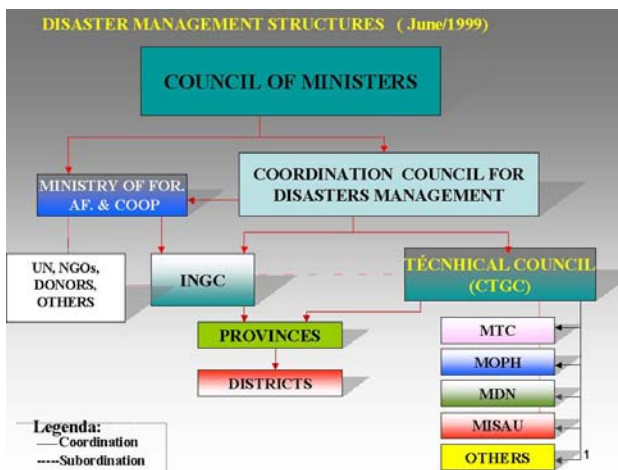 DISASTER MANAGEMENT STRUCTURES ( June/1999)
COUNCIL OF MINISTERS
MINISTRY OF FOR.
AF. & COOP
COORDINATION COUNCIL FOR
DISASTERS MANAGEMENT
UN, NGOs,
DONORS,
OTHERS
INGC
TÉCNHICAL COUNCIL
(CTGC)
PROVINCES
DISTRICTS
MTC
MOPH
MDN
MISAU
OTHERS
1
Legenda:
Coordination
Subordination